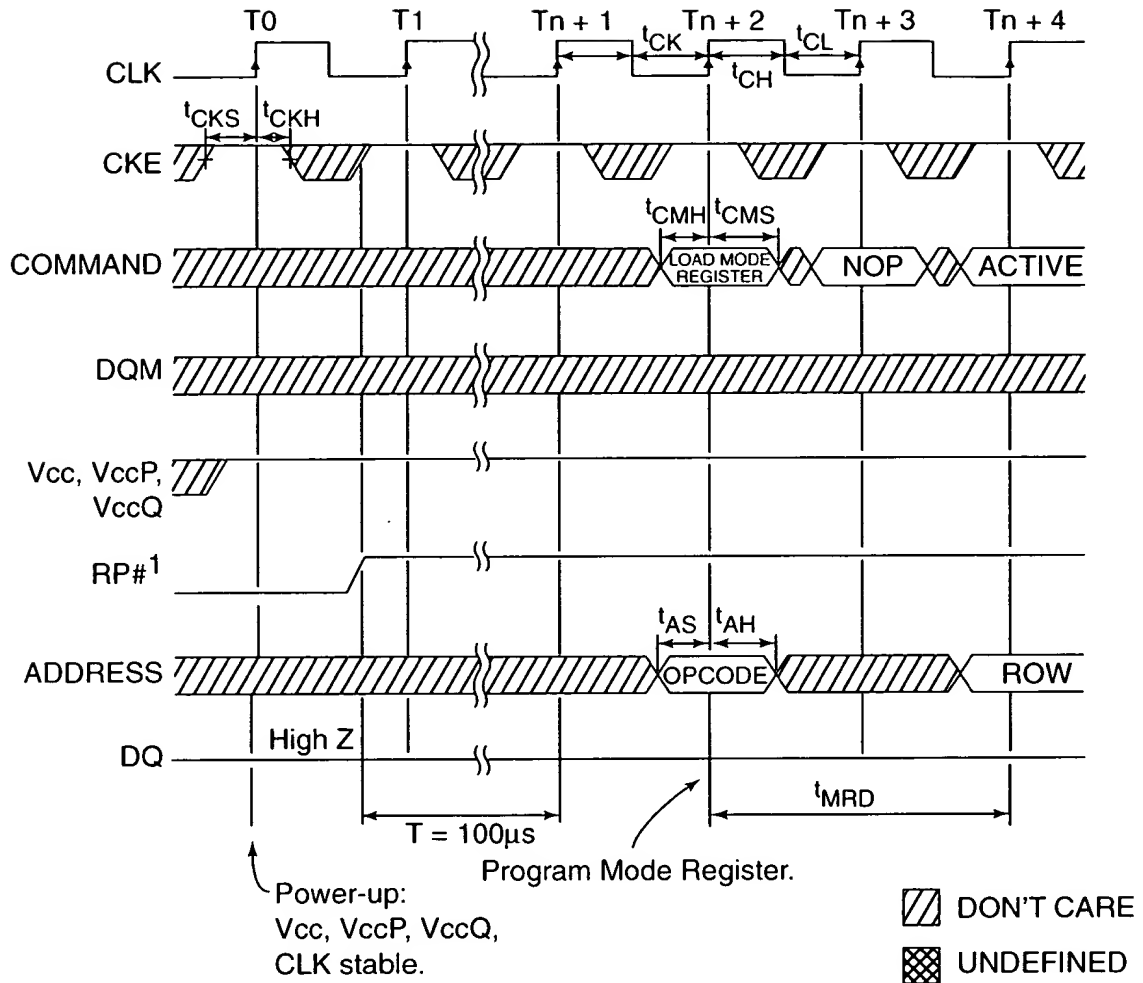 T0 T1 Tn + 1 Tn + 2 Tn + 3 Tn + 4
tCK tCL
CLK
tCH
tCKS tCKH
CKE
tCMH tCMS
COMMAND LOAD MODE REGISTER NOP ACTIVE
DQM
Vcc, VccP,
VccQ
RP#1
tAS tAH
ADDRESS OPCODE ROW
High Z
DQ
tMRD
T = 100µs
Program Mode Register.
Power-up:
Vcc, VccP, VccQ,
CLK stable.
DON'T CARE
UNDEFINED